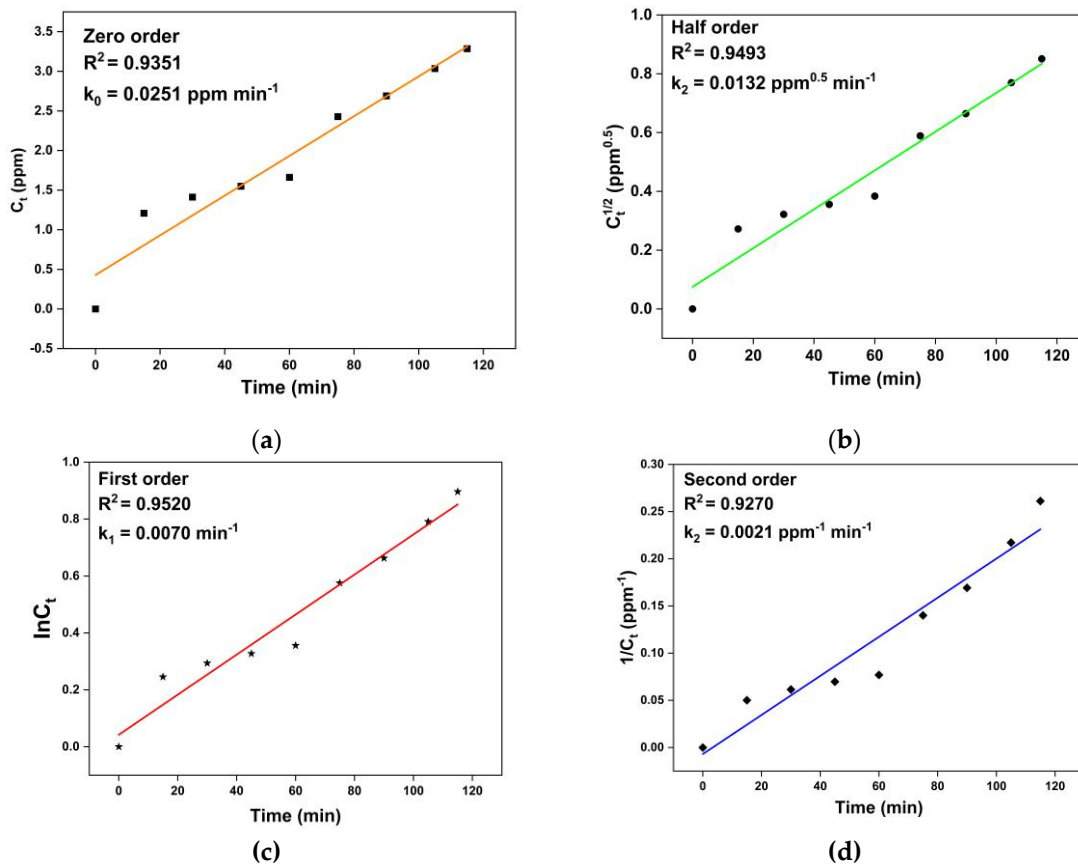 Zero order
R² = 0.9351
k₀ = 0.0251 ppm min⁻¹
Cₜ (ppm)
3.5
3.0
2.5
2.0
1.5
1.0
0.5
0.0
-0.5
0 20 40 60 80 100 120
Time (min)
(a)
Half order
R² = 0.9493
k₂ = 0.0132 ppm⁰·⁵ min⁻¹
Cₜ¹/² (ppm⁰·⁵)
1.0
0.8
0.6
0.4
0.2
0.0
0 20 40 60 80 100 120
Time (min)
(b)
First order
R² = 0.9520
k₁ = 0.0070 min⁻¹
lnCₜ
1.0
0.8
0.6
0.4
0.2
0.0
0 20 40 60 80 100 120
Time (min)
(c)
Second order
R² = 0.9270
k₂ = 0.0021 ppm⁻¹ min⁻¹
1/Cₜ (ppm⁻¹)
0.30
0.25
0.20
0.15
0.10
0.05
0.00
0 20 40 60 80 100 120
Time (min)
(d)